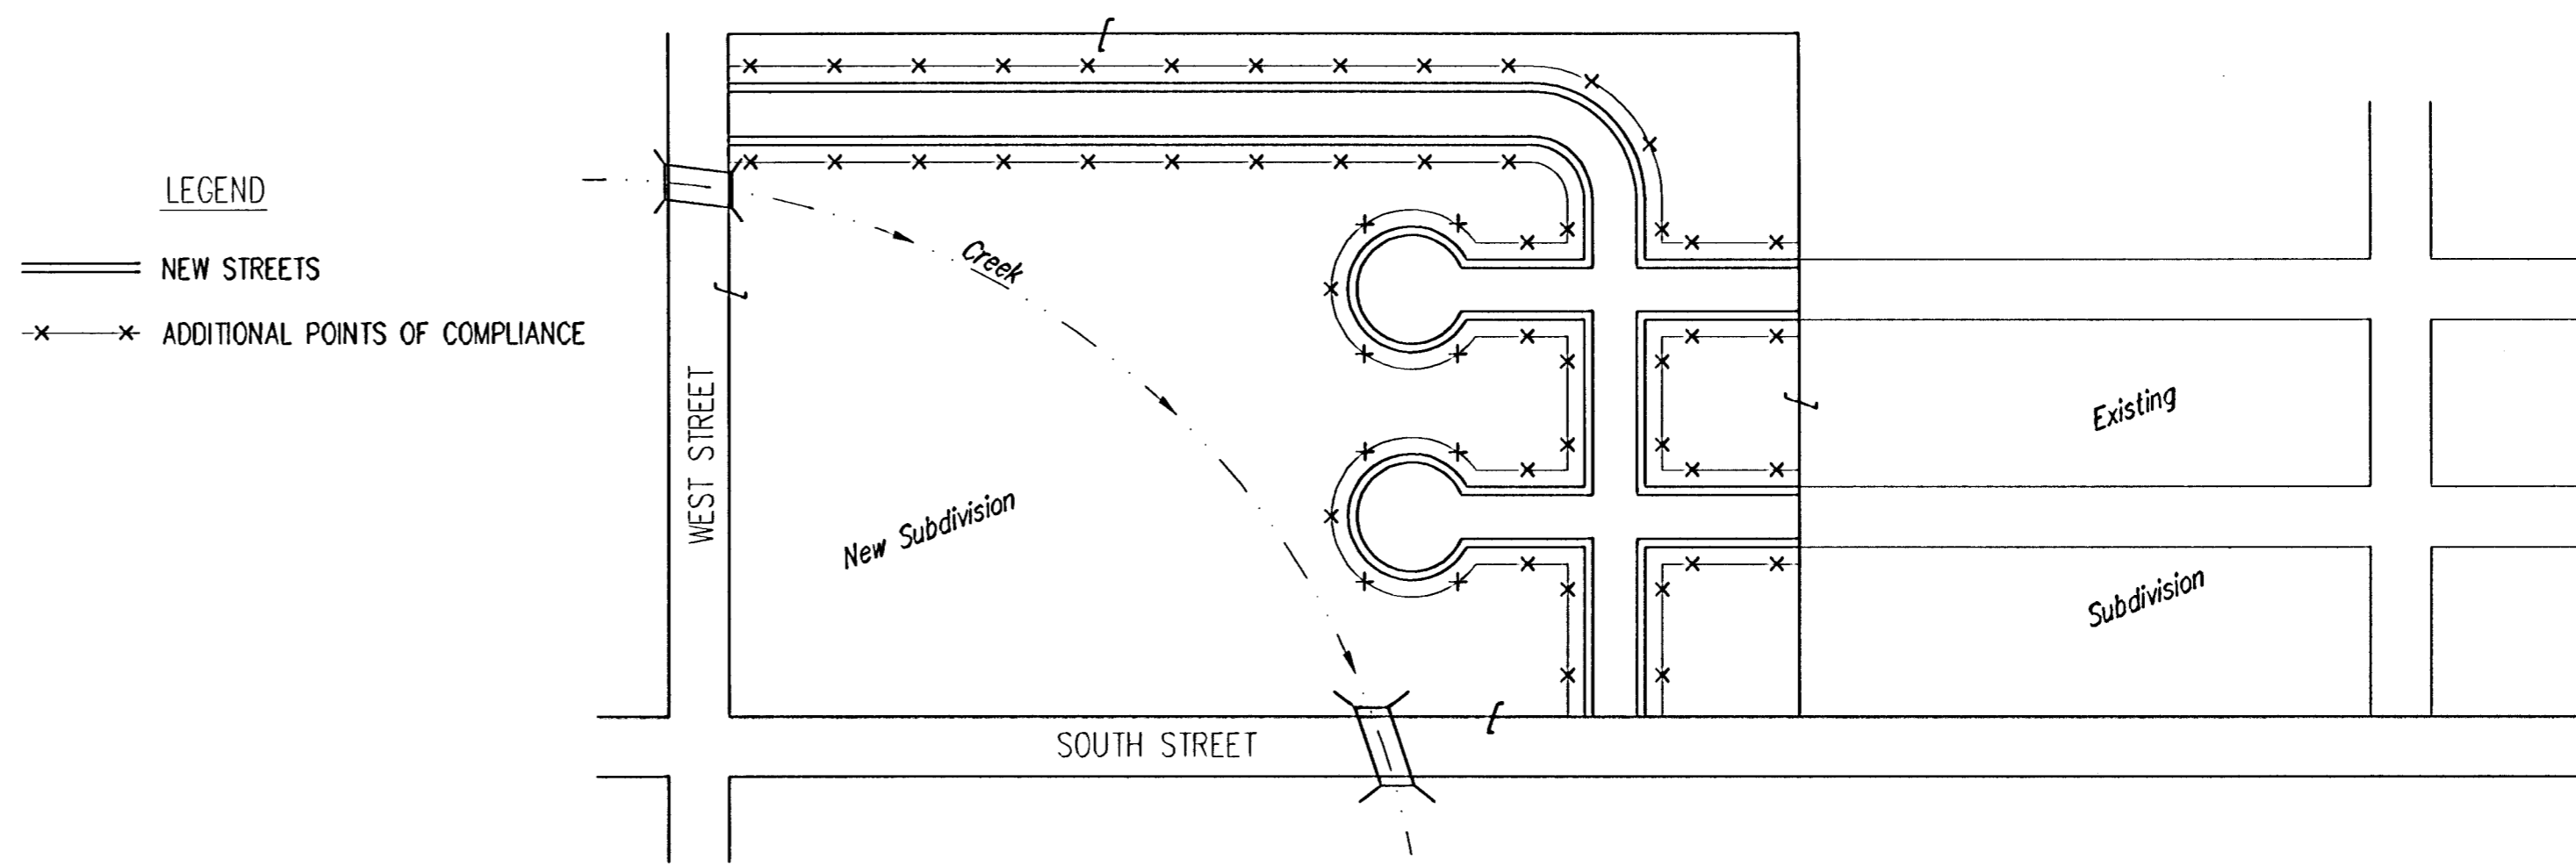 LEGEND
NEW STREETS
ADDITIONAL POINTS OF COMPLIANCE
WEST STREET
Creek
New Subdivision
SOUTH STREET
Existing
Subdivision